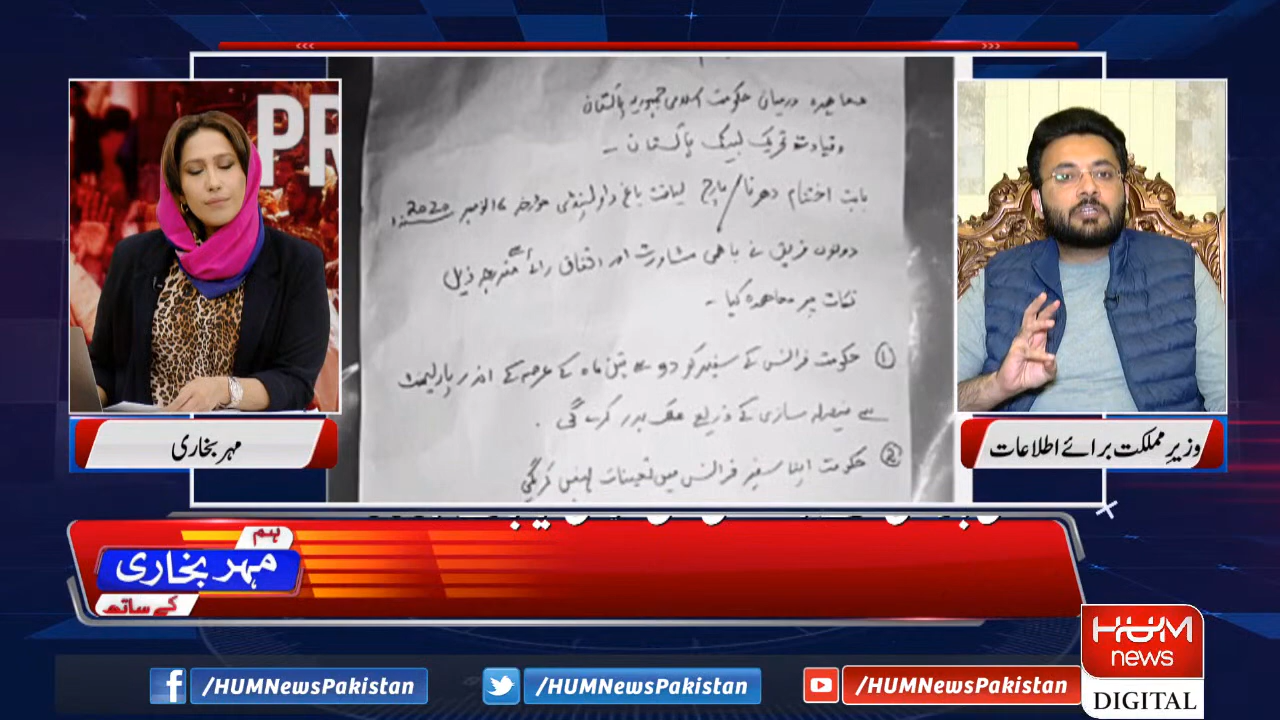 PR
معاہدہ درمیان حکومت اسلامی جمہوریہ پاکستان
وقیادت تحریک لبیک پاکستان ۔
بابت اختتام دھرنا/مارچ لیاقت باغ راولپنڈی مورخہ 16 نومبر 2020
دونوں فریق نے باہمی مشاورت اور اتفاق رائے سے مندرجہ ذیل
نکات پر معاہدہ کیا ۔
① حکومت فرانس کے سفیر کو دو سے تین ماہ کے عرصہ کے اندر پارلیمنٹ
سے فیصلہ سازی کے ذریعے ملک بدر کرے گی ۔
② حکومت اپنا سفیر فرانس میں تعینات نہیں کریگی
مہر بخاری
وزیرِ مملکت برائے اطلاعات
ہم
مہر بخاری
کے ساتھ
HUM
news
DIGITAL
/HUMNewsPakistan
/HUMNewsPakistan
/HUMNewsPakistan